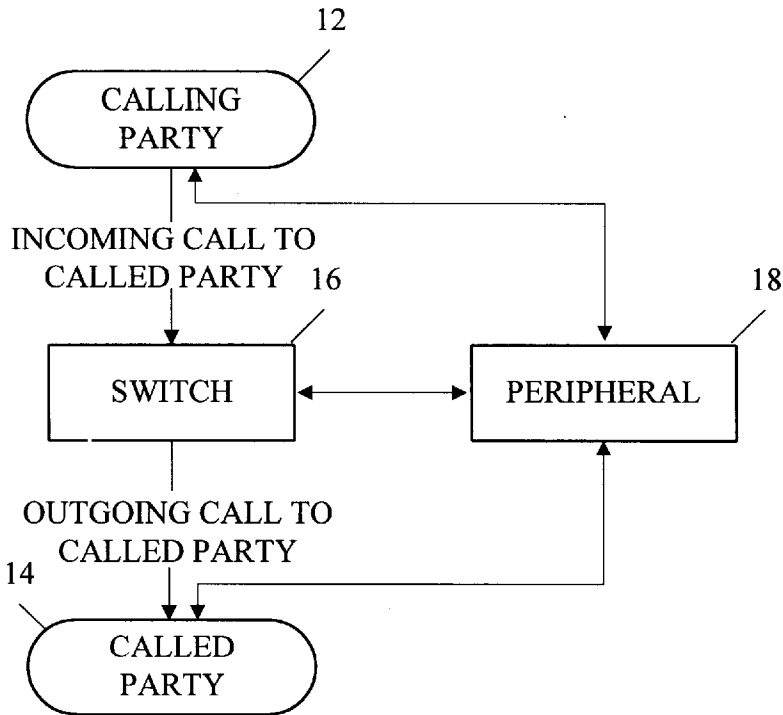 12
CALLING
PARTY
INCOMING CALL TO
CALLED PARTY
16
18
SWITCH
PERIPHERAL
OUTGOING CALL TO
CALLED PARTY
14
CALLED
PARTY